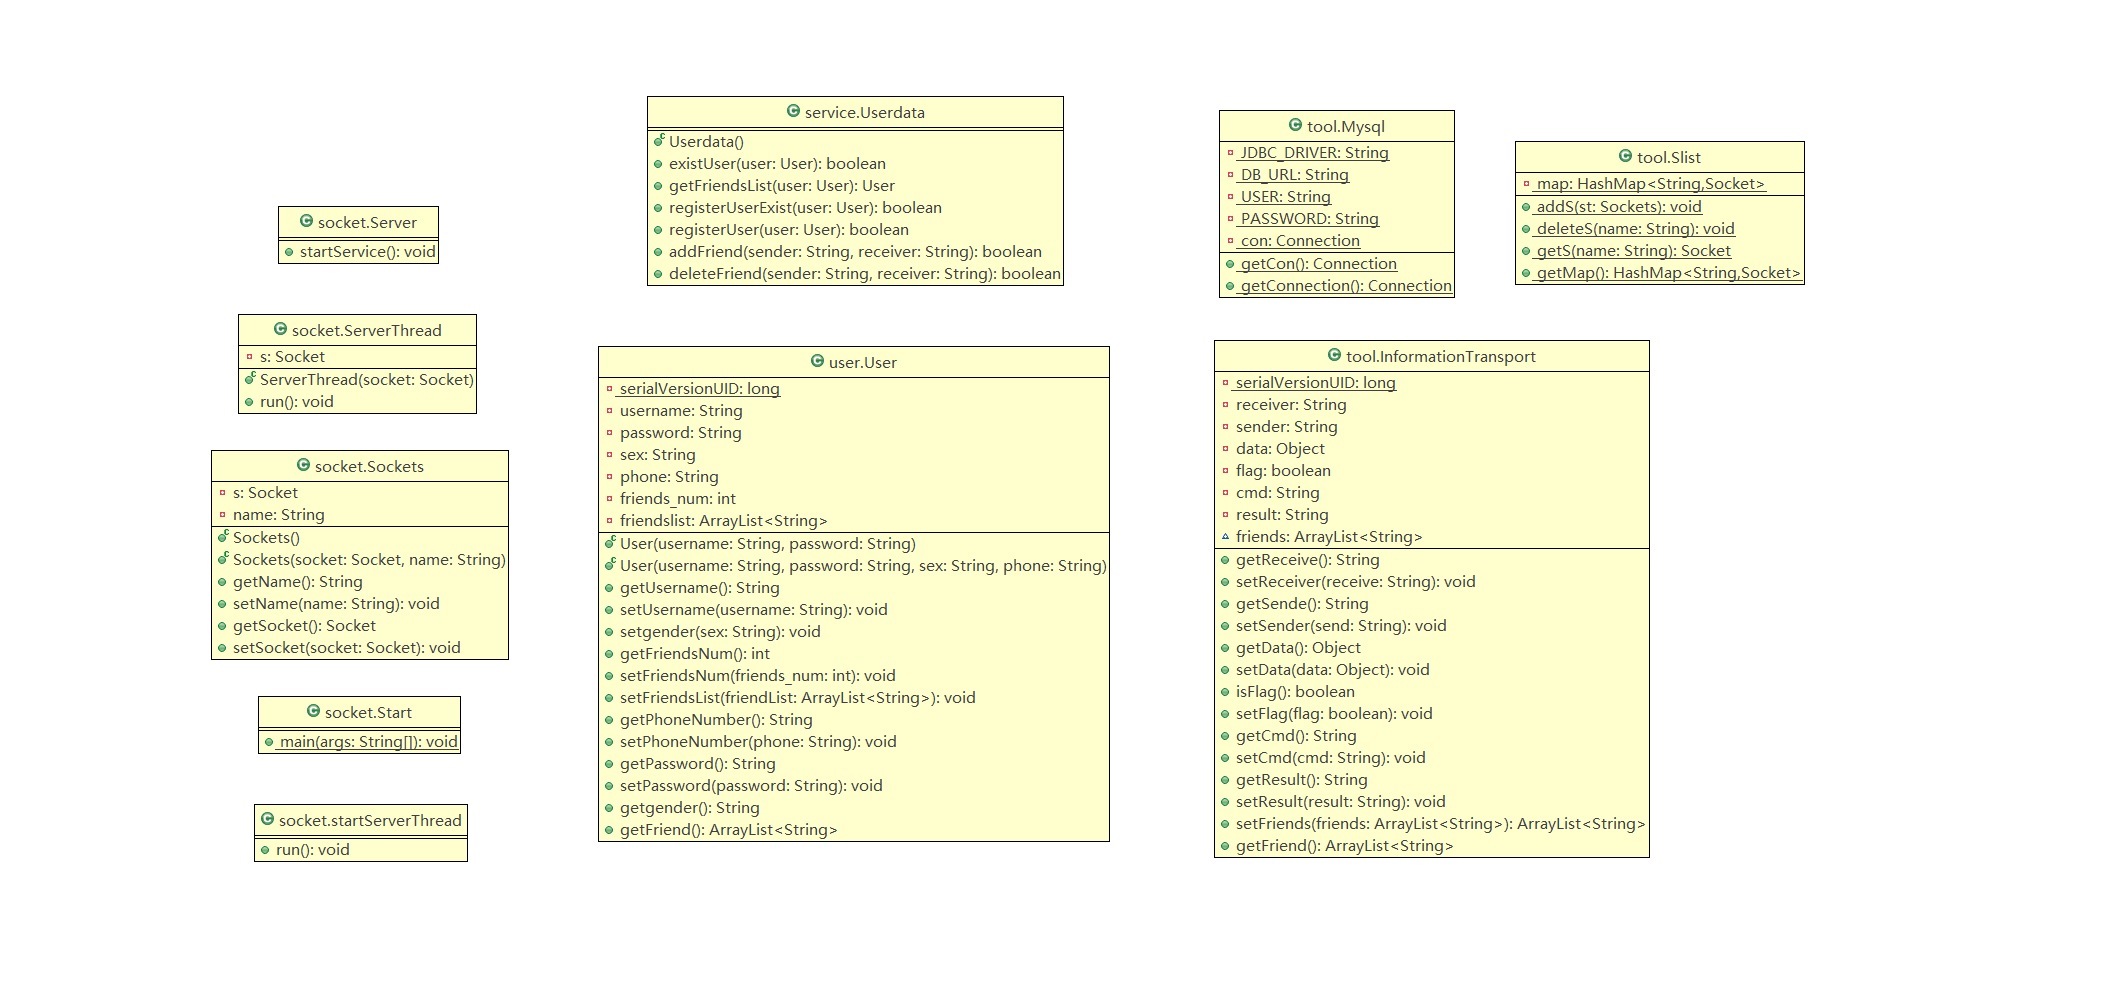 socket.Server
startService(): void
socket.ServerThread
s: Socket
ServerThread(socket: Socket)
run(): void
socket.Sockets
s: Socket
name: String
Sockets()
Sockets(socket: Socket, name: String)
getName(): String
setName(name: String): void
getSocket(): Socket
setSocket(socket: Socket): void
socket.Start
main(args: String[]): void
socket.startServerThread
run(): void
service.Userdata
Userdata()
existUser(user: User): boolean
getFriendsList(user: User): User
registerUserExist(user: User): boolean
registerUser(user: User): boolean
addFriend(sender: String, receiver: String): boolean
deleteFriend(sender: String, receiver: String): boolean
user.User
serialVersionUID: long
username: String
password: String
sex: String
phone: String
friends_num: int
friendslist: ArrayList<String>
User(username: String, password: String)
User(username: String, password: String, sex: String, phone: String)
getUsername(): String
setUsername(username: String): void
setgender(sex: String): void
getFriendsNum(): int
setFriendsNum(friends_num: int): void
setFriendsList(friendList: ArrayList<String>): void
getPhoneNumber(): String
setPhoneNumber(phone: String): void
getPassword(): String
setPassword(password: String): void
getgender(): String
getFriend(): ArrayList<String>
tool.Mysql
JDBC_DRIVER: String
DB_URL: String
USER: String
PASSWORD: String
con: Connection
getCon(): Connection
getConnection(): Connection
tool.Slist
map: HashMap<String,Socket>
addS(st: Sockets): void
deleteS(name: String): void
getS(name: String): Socket
getMap(): HashMap<String,Socket>
tool.InformationTransport
serialVersionUID: long
receiver: String
sender: String
data: Object
flag: boolean
cmd: String
result: String
friends: ArrayList<String>
getReceive(): String
setReceiver(receive: String): void
getSende(): String
setSender(send: String): void
getData(): Object
setData(data: Object): void
isFlag(): boolean
setFlag(flag: boolean): void
getCmd(): String
setCmd(cmd: String): void
getResult(): String
setResult(result: String): void
setFriends(friends: ArrayList<String>): ArrayList<String>
getFriend(): ArrayList<String>